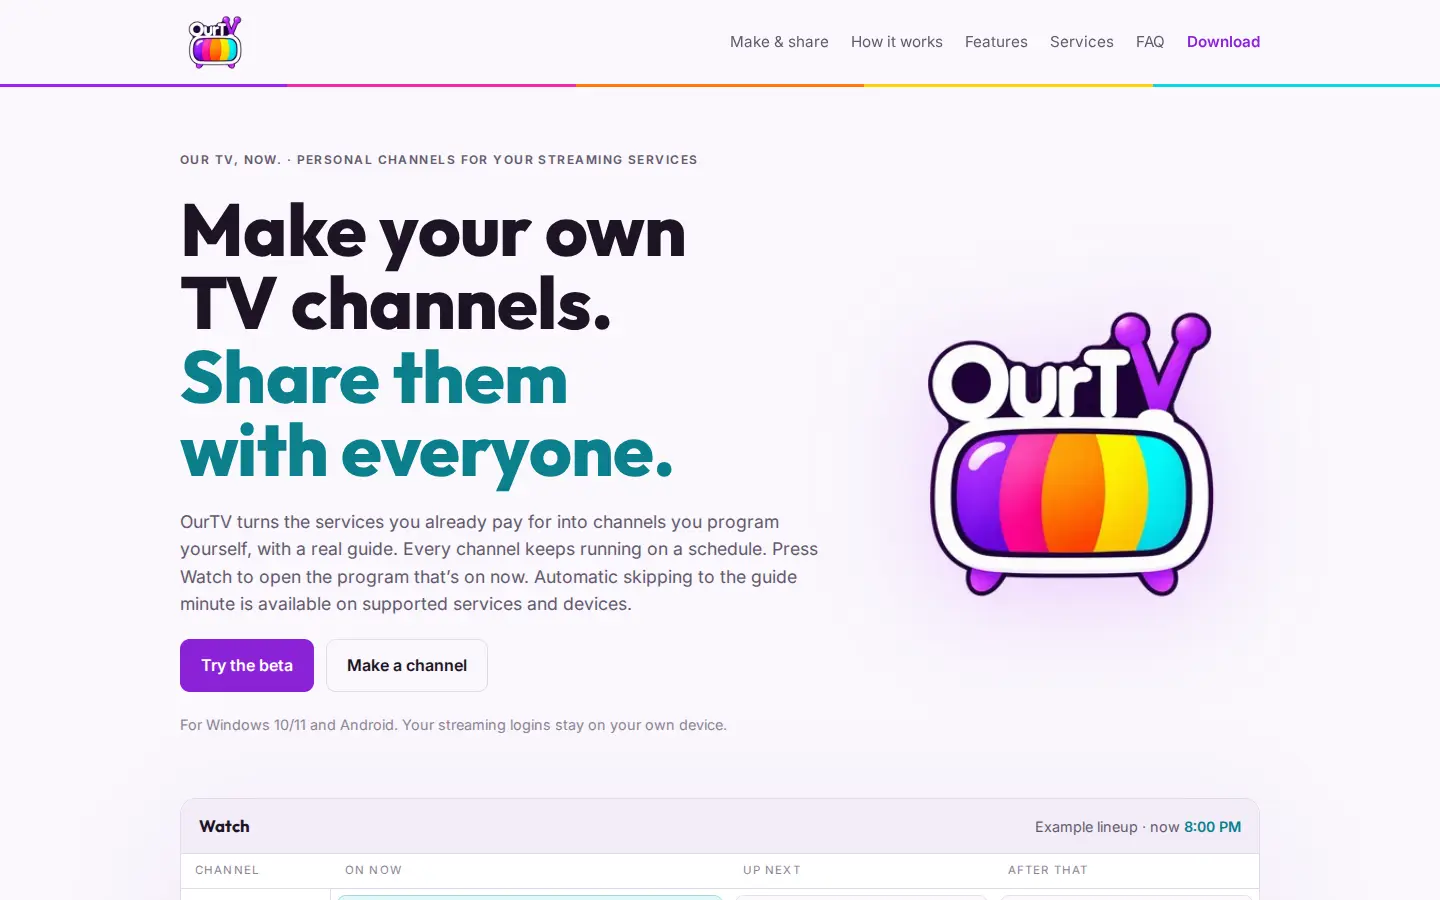 OurTV
Make & share How it works Features Services FAQ Download
OUR TV, NOW. · PERSONAL CHANNELS FOR YOUR STREAMING SERVICES
Make your own
TV channels.
Share them
with everyone.
OurTV
OurTV turns the services you already pay for into channels you program
yourself, with a real guide. Every channel keeps running on a schedule. Press
Watch to open the program that's on now. Automatic skipping to the guide
minute is available on supported services and devices.
Try the beta Make a channel
For Windows 10/11 and Android. Your streaming logins stay on your own device.
Watch Example lineup · now 8:00 PM
CHANNEL ON NOW UP NEXT AFTER THAT